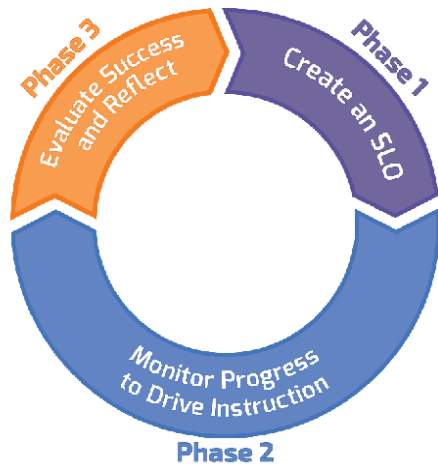 Phase 1
Create an SLO
Phase 2
Monitor Progress
to Drive Instruction
Phase 3
Evaluate Success
and Reflect